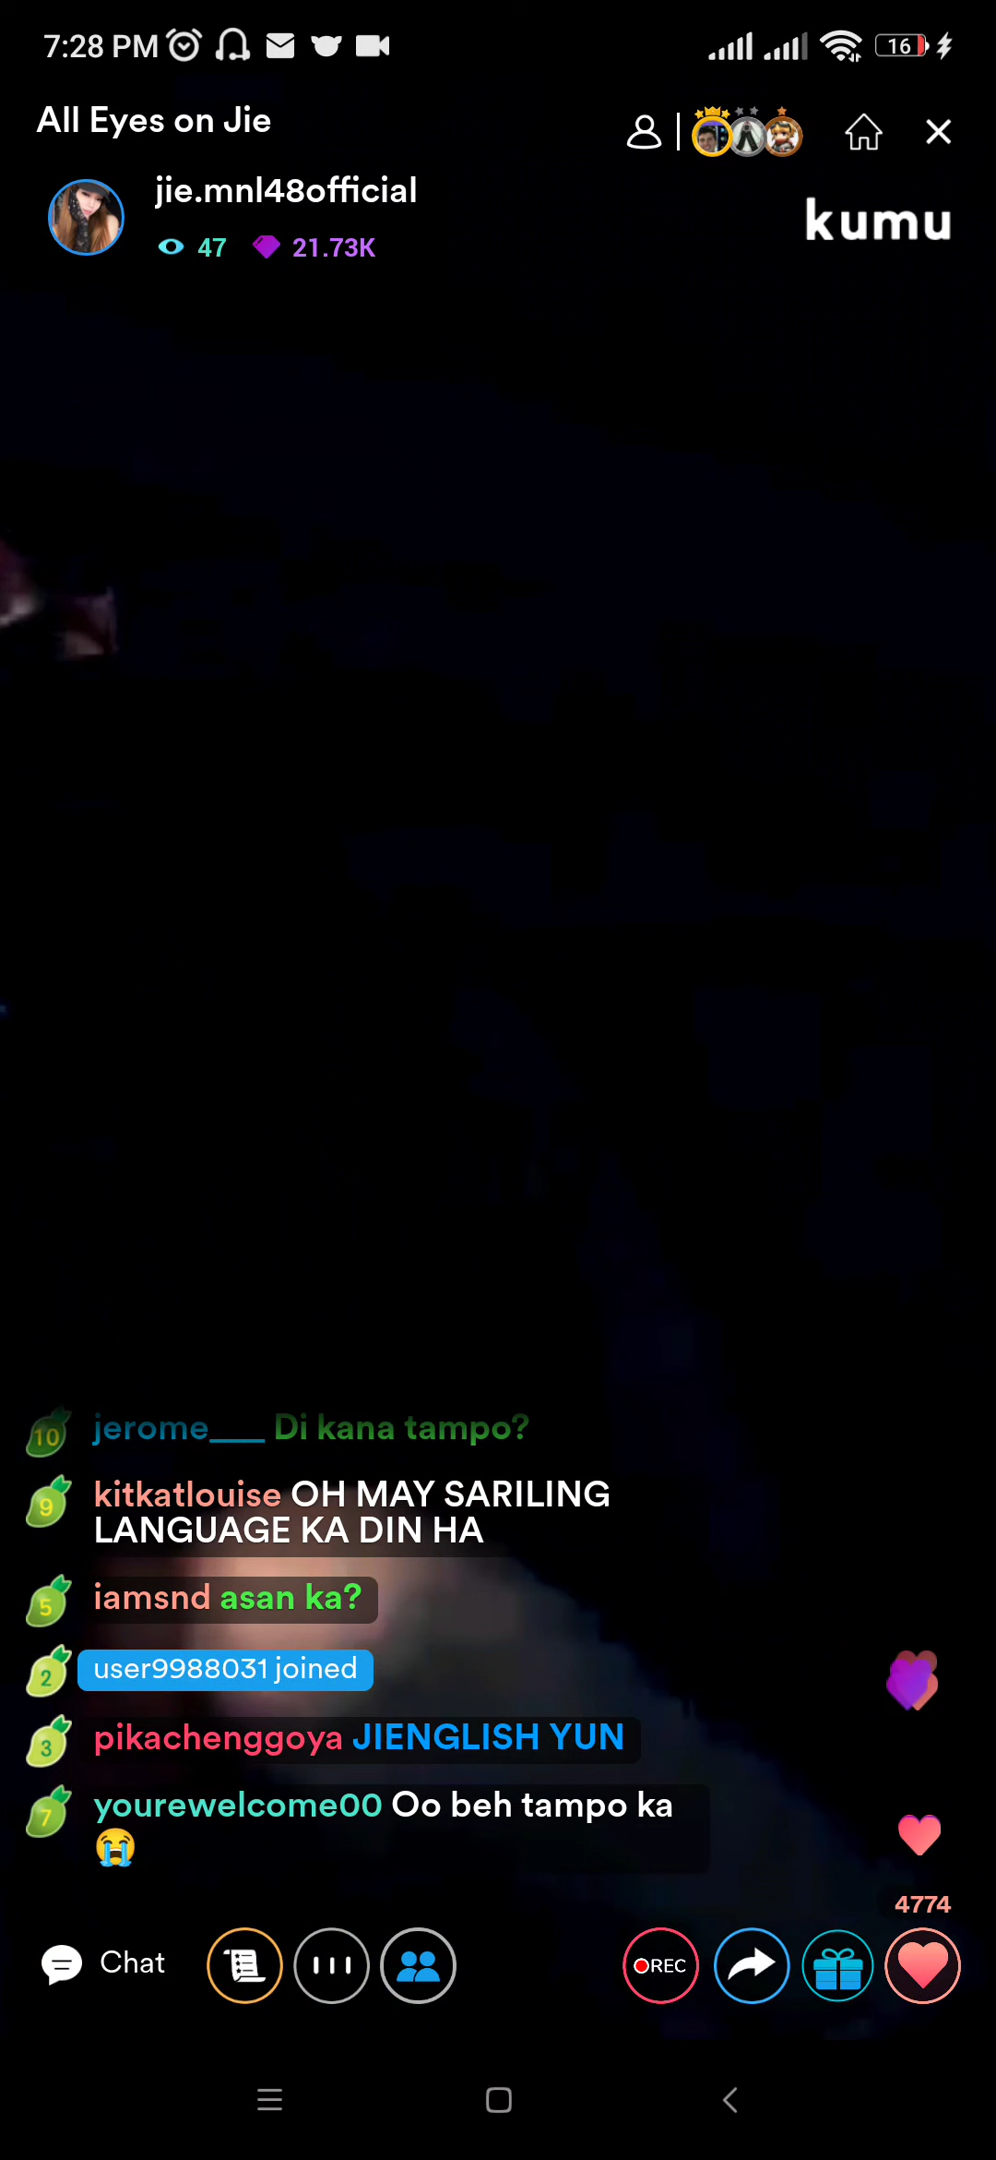 7:28 PM
16
All Eyes on Jie
jie.mnl48official
47 21.73K
kumu
10 jerome___ Di kana tampo?
9 kitkatlouise OH MAY SARILING
LANGUAGE KA DIN HA
5 iamsnd asan ka?
2 user9988031 joined
3 pikachenggoya JIENGLISH YUN
7 yourewelcome00 Oo beh tampo ka
😭
4774
Chat
REC